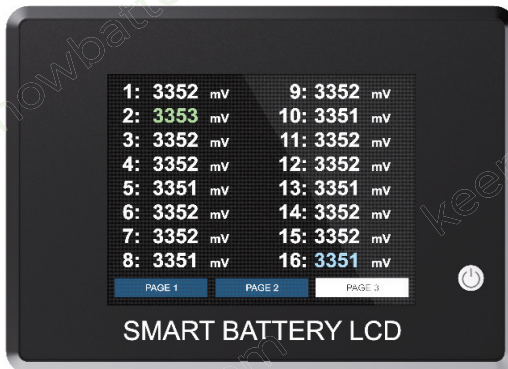 1: 3352 mV
2: 3353 mV
3: 3352 mV
4: 3352 mV
5: 3351 mV
6: 3352 mV
7: 3352 mV
8: 3351 mV
9: 3352 mV
10: 3351 mV
11: 3352 mV
12: 3352 mV
13: 3351 mV
14: 3352 mV
15: 3352 mV
16: 3351 mV
PAGE 1 PAGE 2 PAGE 3
SMART BATTERY LCD